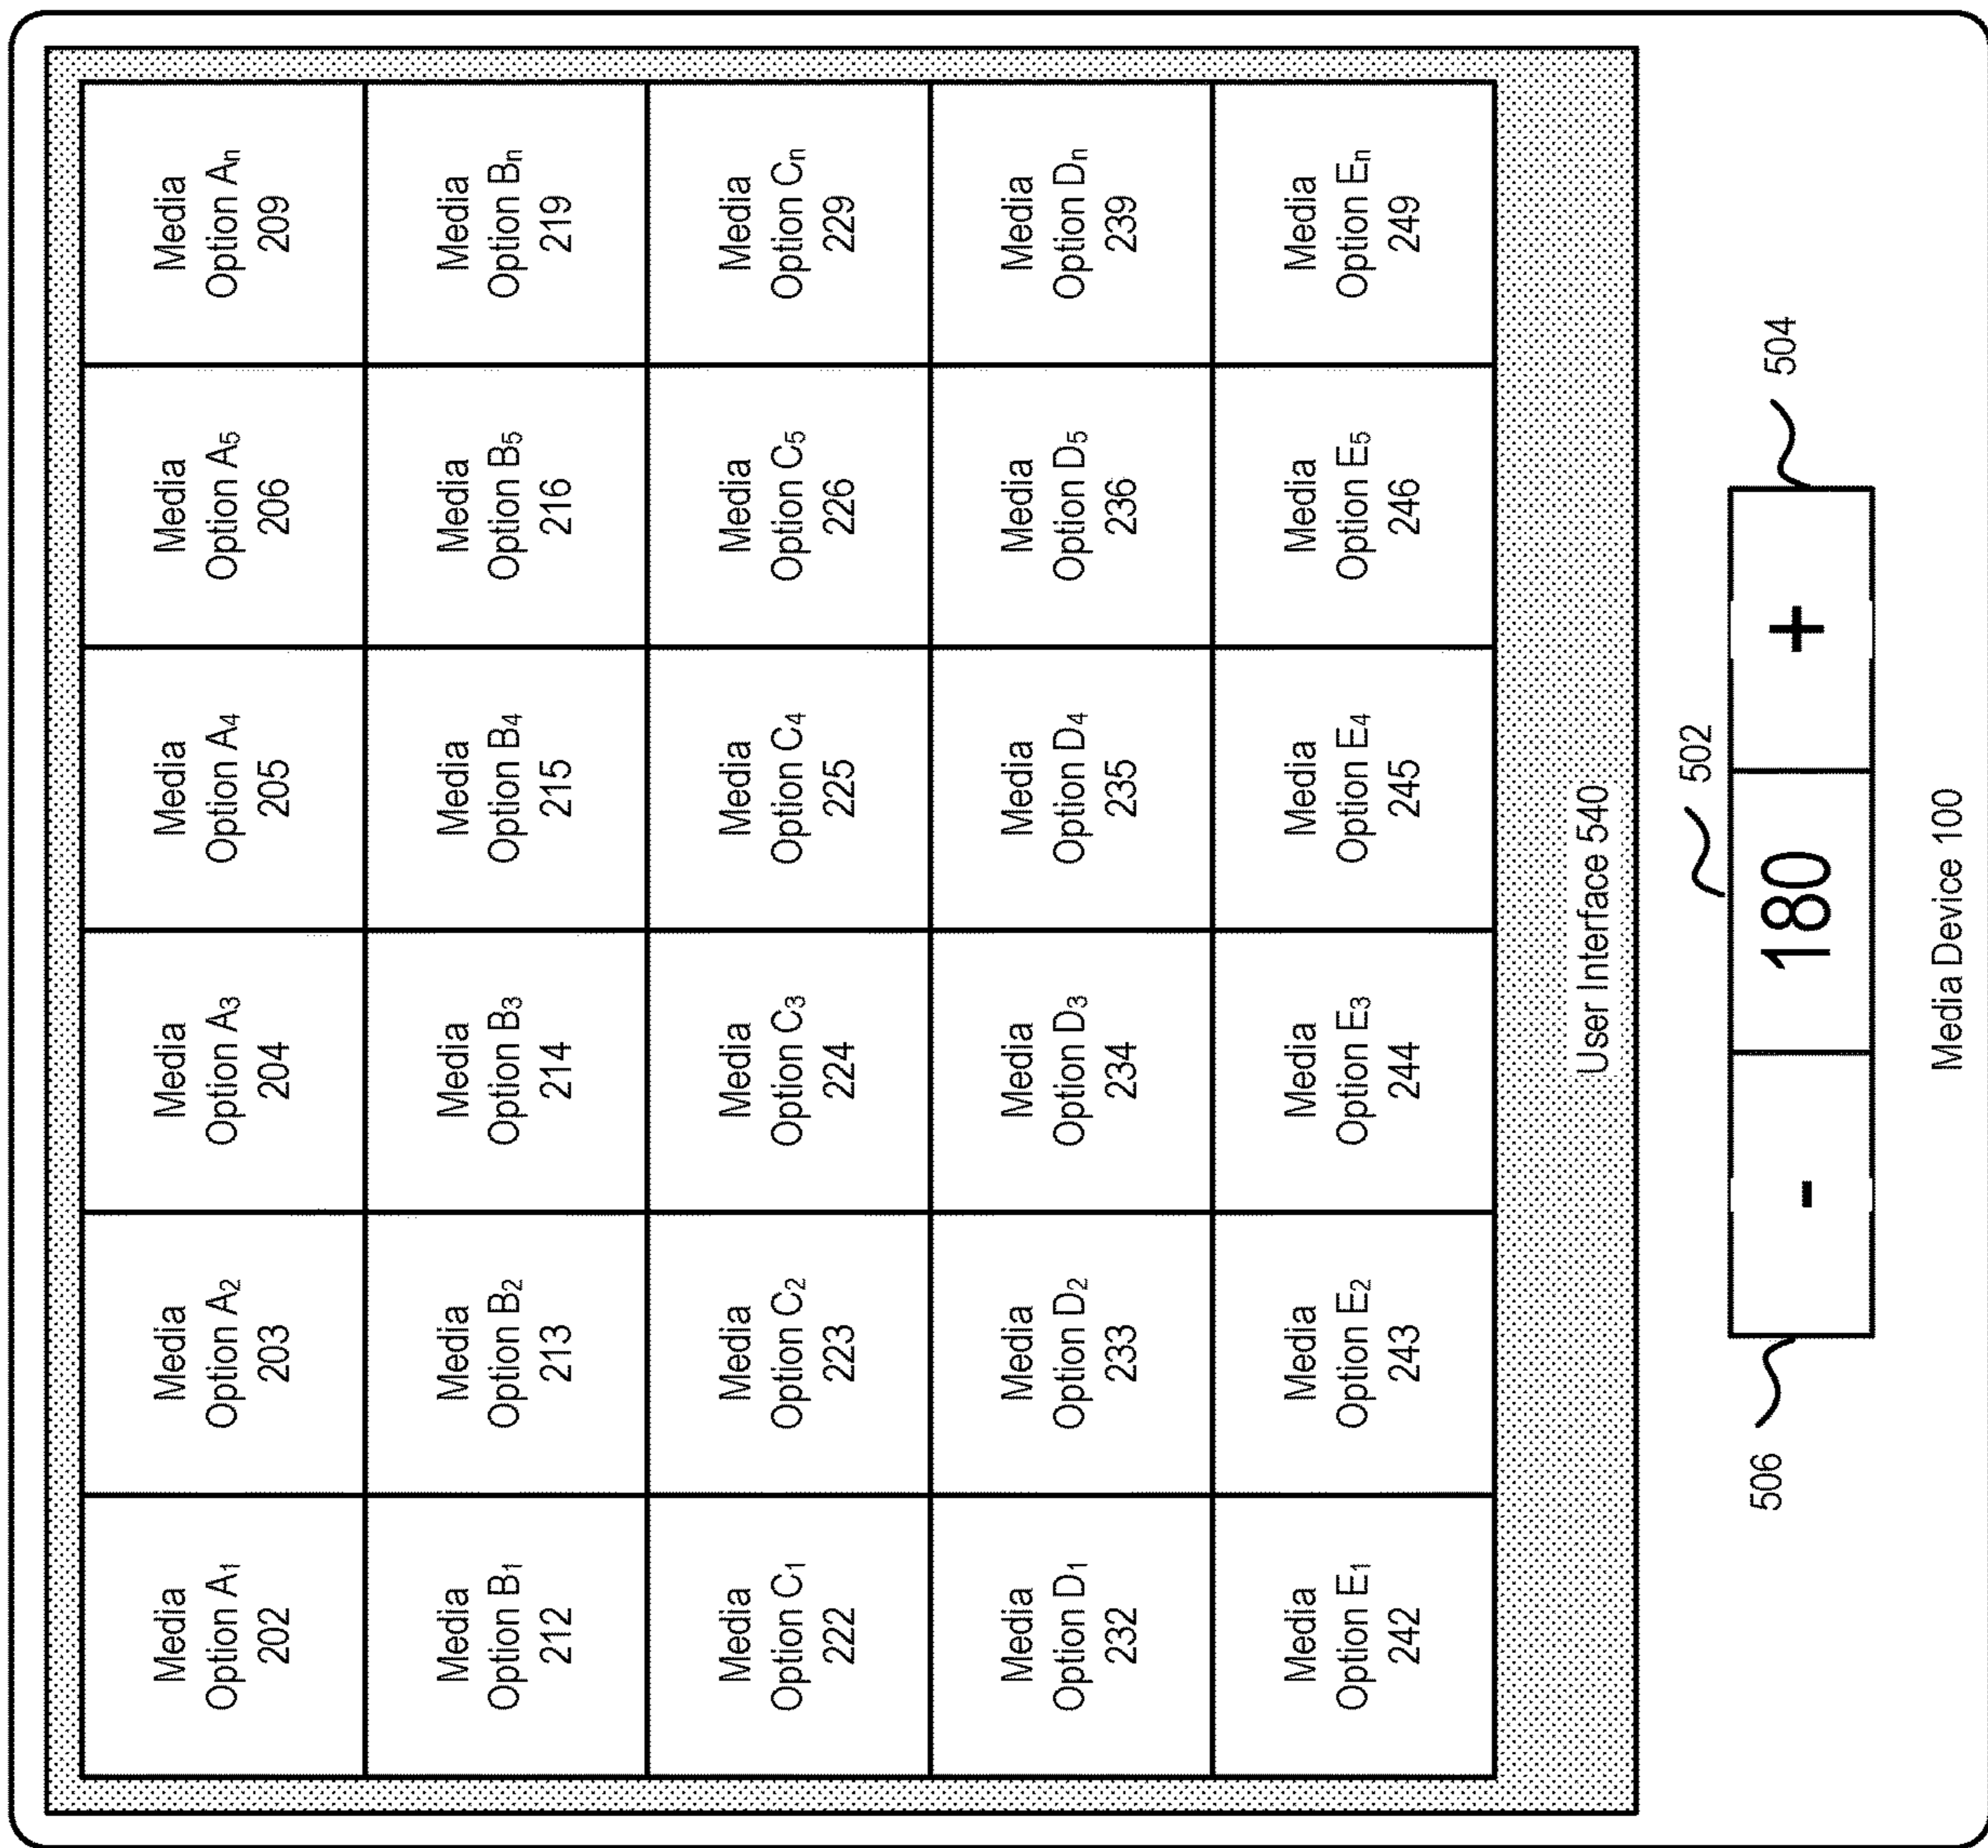 Media
Option A₁
202
Media
Option A₂
203
Media
Option A₃
204
Media
Option A₄
205
Media
Option A₅
206
Media
Option Aₙ
209
Media
Option B₁
212
Media
Option B₂
213
Media
Option B₃
214
Media
Option B₄
215
Media
Option B₅
216
Media
Option Bₙ
219
Media
Option C₁
222
Media
Option C₂
223
Media
Option C₃
224
Media
Option C₄
225
Media
Option C₅
226
Media
Option Cₙ
229
Media
Option D₁
232
Media
Option D₂
233
Media
Option D₃
234
Media
Option D₄
235
Media
Option D₅
236
Media
Option Dₙ
239
Media
Option E₁
242
Media
Option E₂
243
Media
Option E₃
244
Media
Option E₄
245
Media
Option E₅
246
Media
Option Eₙ
249
User Interface 540
502
506
-
180
+
504
Media Device 100